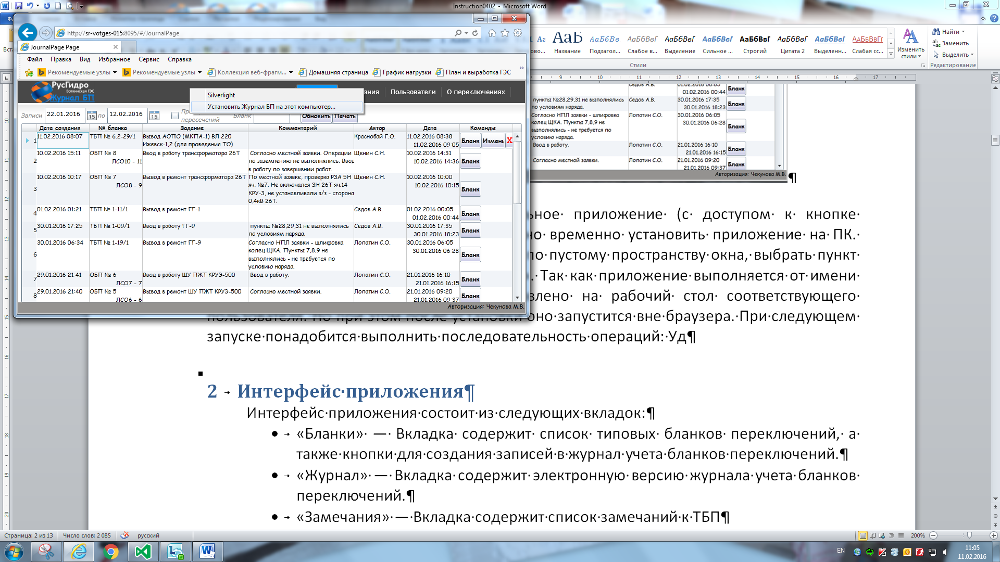 Instruction0402 - Microsoft Word
http://sr-votges-015:8095/#/JournalPage
JournalPage Page
Файл Правка Вид Избранное Сервис Справка
Рекомендуемые узлы Рекомендуемые узлы Коллекция веб-фрагм... Домашняя страница График нагрузки План и выработка ГЭС »
РусГидро
Воткинская ГЭС
Журнал БП
ания Пользователи О переключениях
Silverlight
Установить Журнал БП на этот компьютер...
Записи 22.01.2016 15 по 12.02.2016 15
пересечений Бланк Обновить Печать
Дата создания № бланка Задание Комментарий Автор Дата Команды
1 11.02.2016 08:07 ТБП № 6.2-29/1 Вывод АОПО (МКПА-1) ВЛ 220 Краснобай Г.О. 11.02.2016 08:38
Ижевск-1,2 (для проведения ТО) 11.02.2016 09:05 Бланк Измени X
2 10.02.2016 15:11 ОБП № 8 Ввод в работу трансформатора 26Т Согласно местной заявки. Операции Щенин С.Н. 10.02.2016 14:31
ЛСО10 - 11 по заземлению не выполнялись. Ввод 10.02.2016 14:36 Бланк
в работу по завершении работ.
3 10.02.2016 10:17 ОБП № 7 Вывод в ремонт трансформатора 26Т По местной заявке, проверка РЗА 5Н Щенин С.Н. 10.02.2016 10:00
ЛСО8 - 9 яч. №7. Не включался ЗН 26Т яч.14 10.02.2016 10:15 Бланк
КРУ-3, не устанавливали з/з - сторона
0,4кВ 26Т.
4 01.02.2016 01:21 ТБП № 1-11/1 Вывод в ремонт ГГ-1 Седов А.В. 01.02.2016 00:05
01.02.2016 00:44 Бланк
5 30.01.2016 17:25 ТБП № 1-09/1 Ввод в работу ГГ-9 пункты №28,29,31 не выполнялись Седов А.В. 30.01.2016 17:35
по условиям наряда. 30.01.2016 18:23 Бланк
6 30.01.2016 06:34 ТБП № 1-19/1 Вывод в ремонт ГГ-9 Согласно НПЛ заявки - шлифовка Лопатин С.О. 30.01.2016 06:05
колец ЩКА. Пункты 7,8,9 не 30.01.2016 06:28 Бланк
выполнялись - не требуется по
условию наряда.
7 29.01.2016 21:41 ОБП № 6 Ввод в работу ШУ ПЖТ КРУЭ-500 Ввод в работу. Лопатин С.О. 21.01.2016 16:10
ЛСО7 - 7 21.01.2016 16:15 Бланк
8 29.01.2016 21:40 ОБП № 5 Вывод в ремонт ШУ ПЖТ КРУЭ-500 Согласно местной заявки. Лопатин С.О. 21.01.2016 09:20
ЛСО6 - 6 21.01.2016 09:37 Бланк
Авторизация: Чекунова М.В.
АаБ АаБбВв. АаБбВвГ АаБбВвГ АаБбВвГ АаБбВвГ АаБбВвГ АаБбВвГ АаБбВвГг
ово... Название Подзагол... Слабое в... Выделение Сильное ... Строгий Цитата 2 Выделенн... Слабая сс...
Изменить стили
Найти
Заменить
Выделить
Стили Редактирование
9 10 11 12 13 14 15 16 17
Седов А.В. 01.02.2016 00:05
01.02.2016 00:44 Бланк
пункты №28,29,31 не выполнялись Седов А.В. 30.01.2016 17:35
по условиям наряда. 30.01.2016 18:23 Бланк
Согласно НПЛ заявки - шлифовка Лопатин С.О. 30.01.2016 06:05
колец ЩКА. Пункты 7,8,9 не 30.01.2016 06:28 Бланк
выполнялись - не требуется по
условию наряда.
Ввод в работу. Лопатин С.О. 21.01.2016 16:10
21.01.2016 16:15 Бланк
Согласно местной заявки. Лопатин С.О. 21.01.2016 09:20
21.01.2016 09:37 Бланк
Авторизация: Чекунова М.В. ¶
ьное приложение (с доступом к кнопке
но временно установить приложение на ПК.
по пустому пространству окна, выбрать пункт
. Так как приложение выполняется от имени
влено на рабочий стол соответствующего
пользователя. Но при этом после установки оно запустится вне браузера. При следующем
запуске понадобится выполнить последовательность операций: Уд¶
2 Интерфейс приложения¶
Интерфейс приложения состоит из следующих вкладок:¶
● «Бланки» — Вкладка содержит список типовых бланков переключений, а
также кнопки для создания записей в журнал учета бланков переключений.¶
● «Журнал» — Вкладка содержит электронную версию журнала учета бланков
переключений.¶
● «Замечания» — Вкладка содержит список замечаний к ТБП¶
Страница: 2 из 13 Число слов: 2 085 русский 200%
EN 11:05
11.02.2016